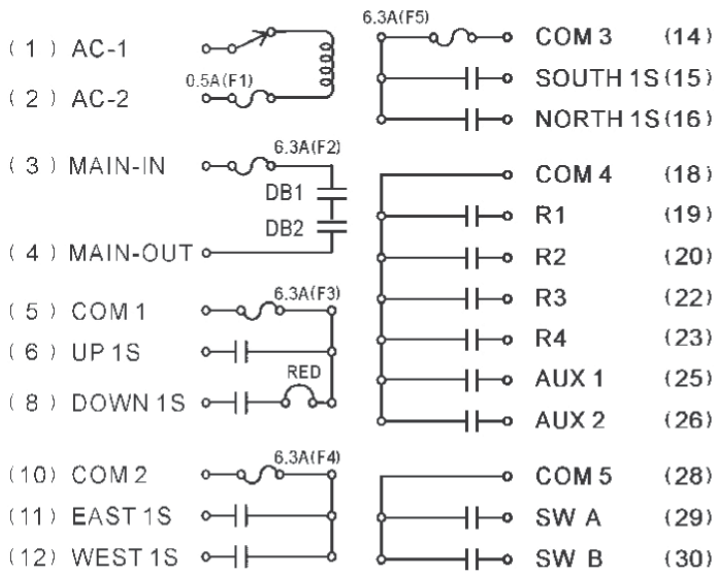 ( 1 ) AC-1
( 2 ) AC-2 0.5A(F1)
( 3 ) MAIN-IN 6.3A(F2)
DB1
DB2
( 4 ) MAIN-OUT
( 5 ) COM 1 6.3A(F3)
( 6 ) UP 1S
( 8 ) DOWN 1S RED
(10) COM 2 6.3A(F4)
(11) EAST 1S
(12) WEST 1S
6.3A(F5)
COM 3 (14)
SOUTH 1S (15)
NORTH 1S (16)
COM 4 (18)
R1 (19)
R2 (20)
R3 (22)
R4 (23)
AUX 1 (25)
AUX 2 (26)
COM 5 (28)
SW A (29)
SW B (30)